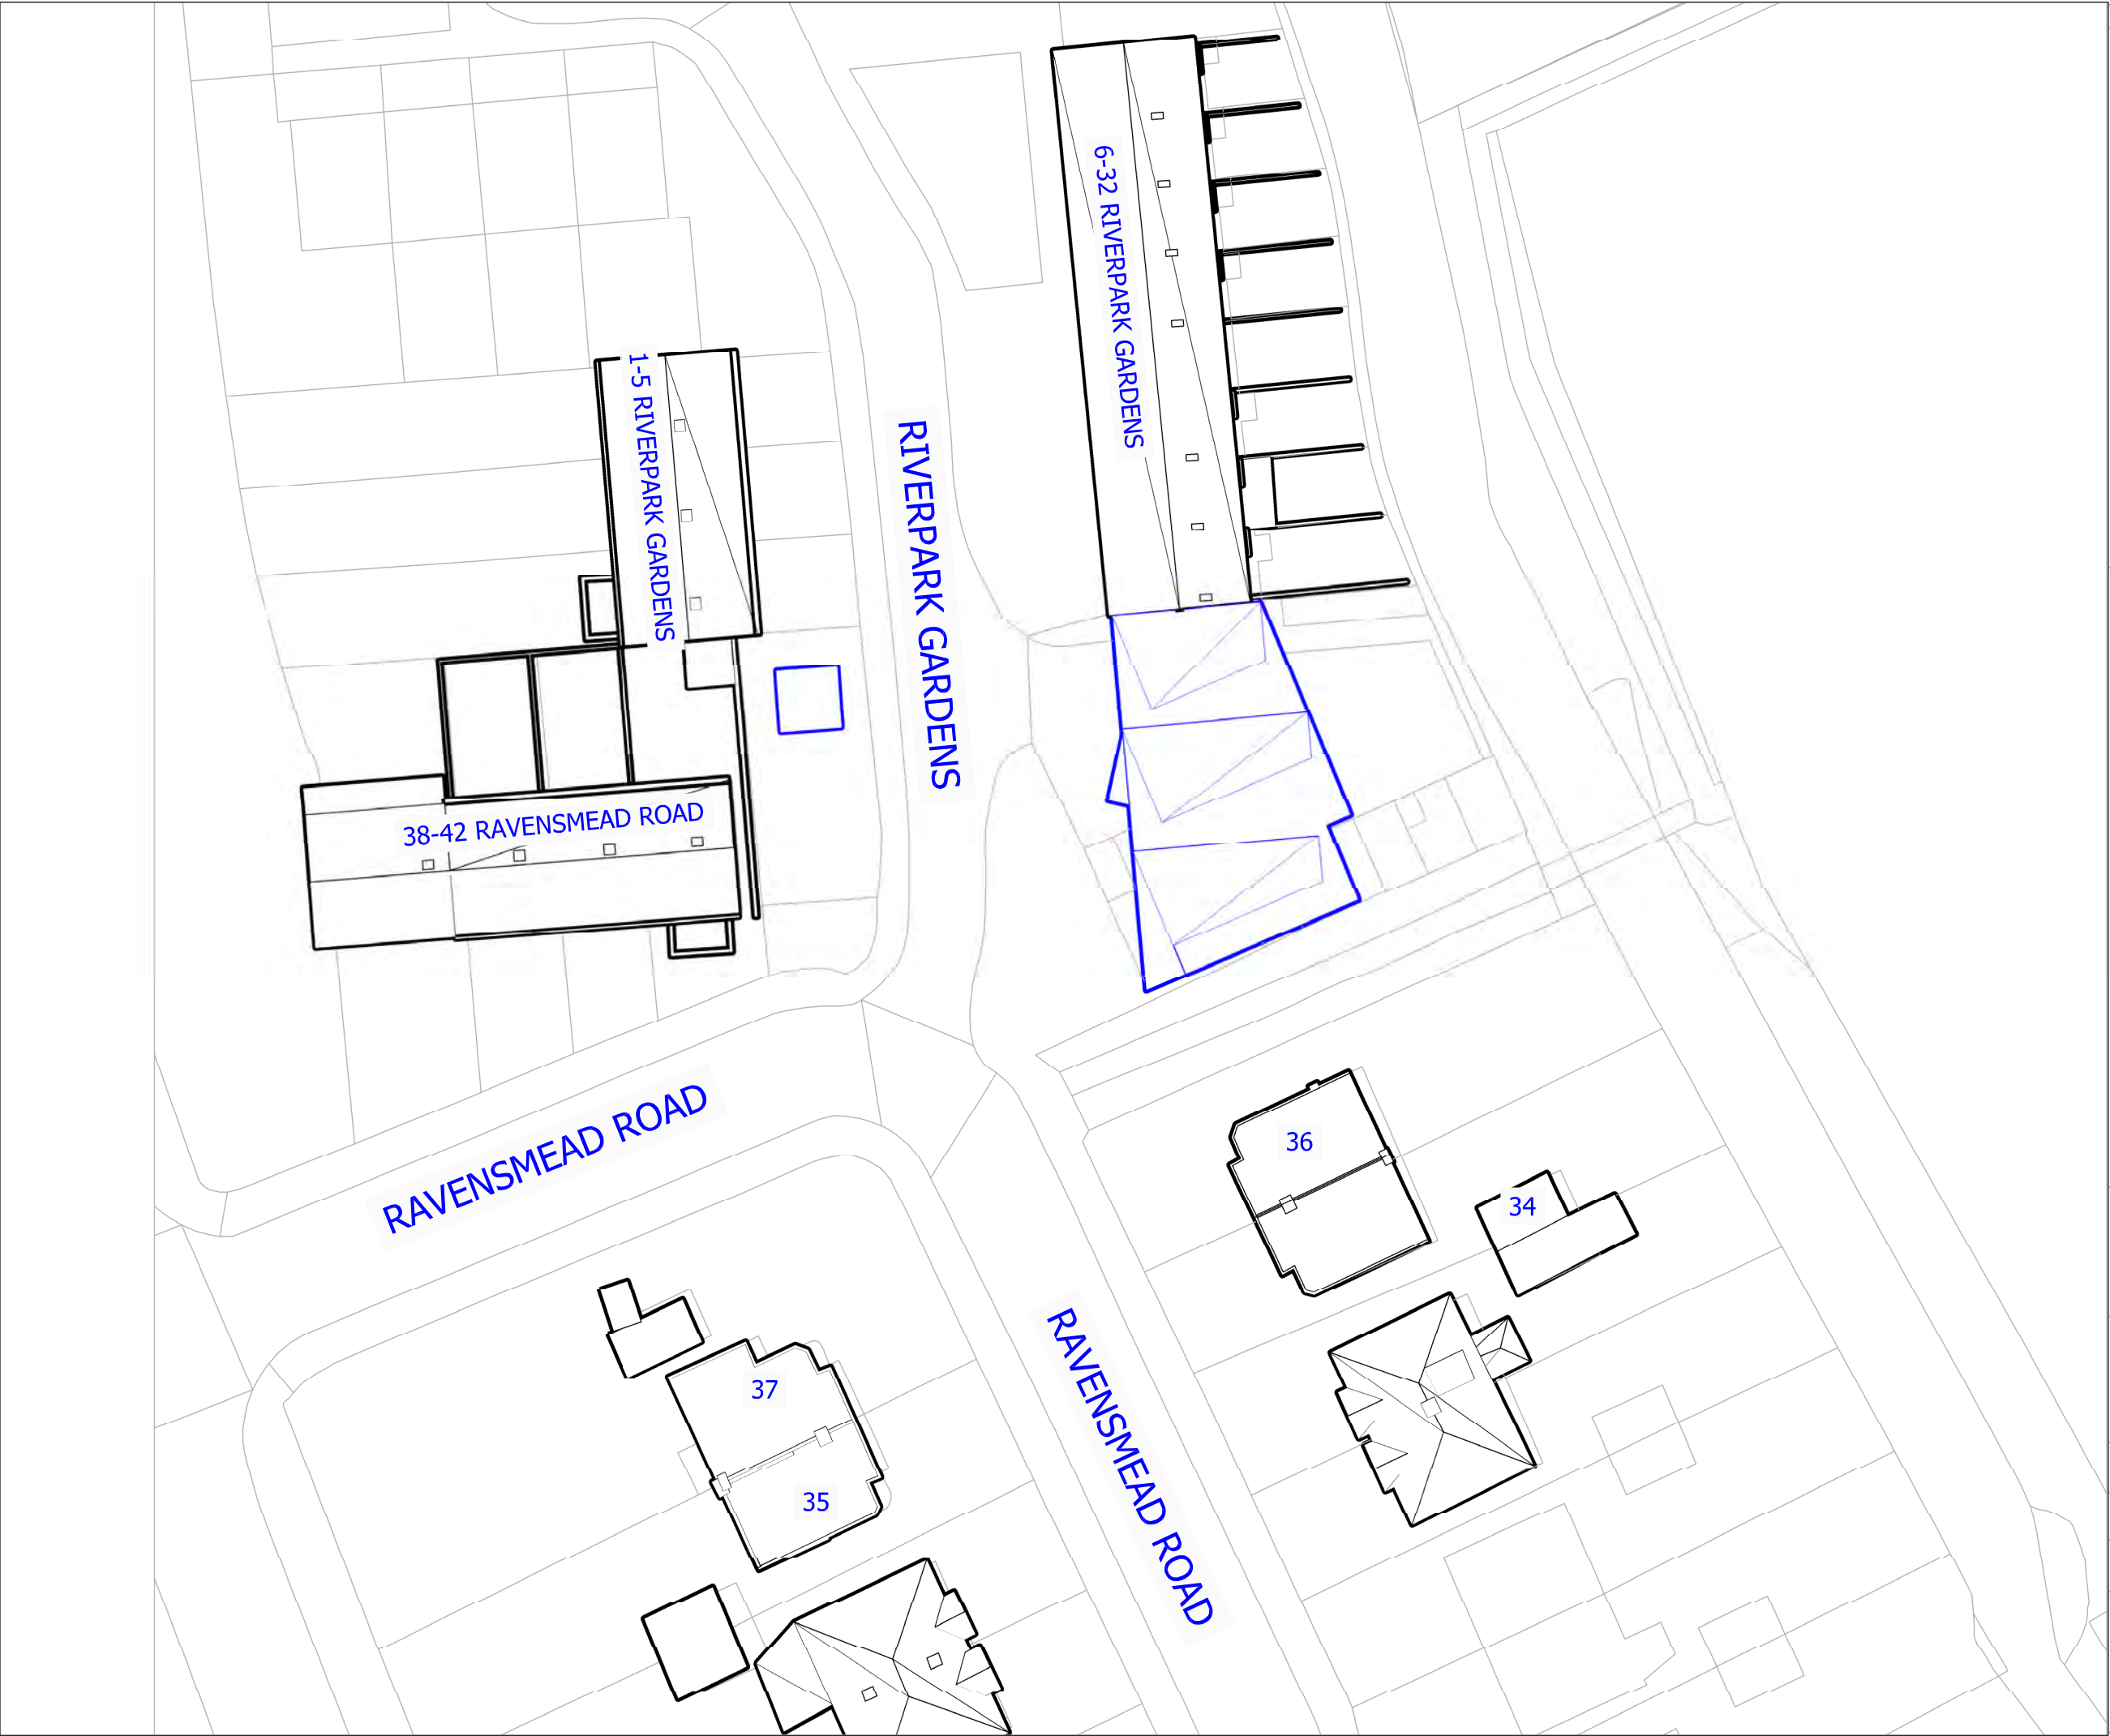 6-32 RIVERPARK GARDENS
1-5 RIVERPARK GARDENS
RIVERPARK GARDENS
38-42 RAVENSMEAD ROAD
RAVENSMEAD ROAD
36
34
37
35
RAVENSMEAD ROAD